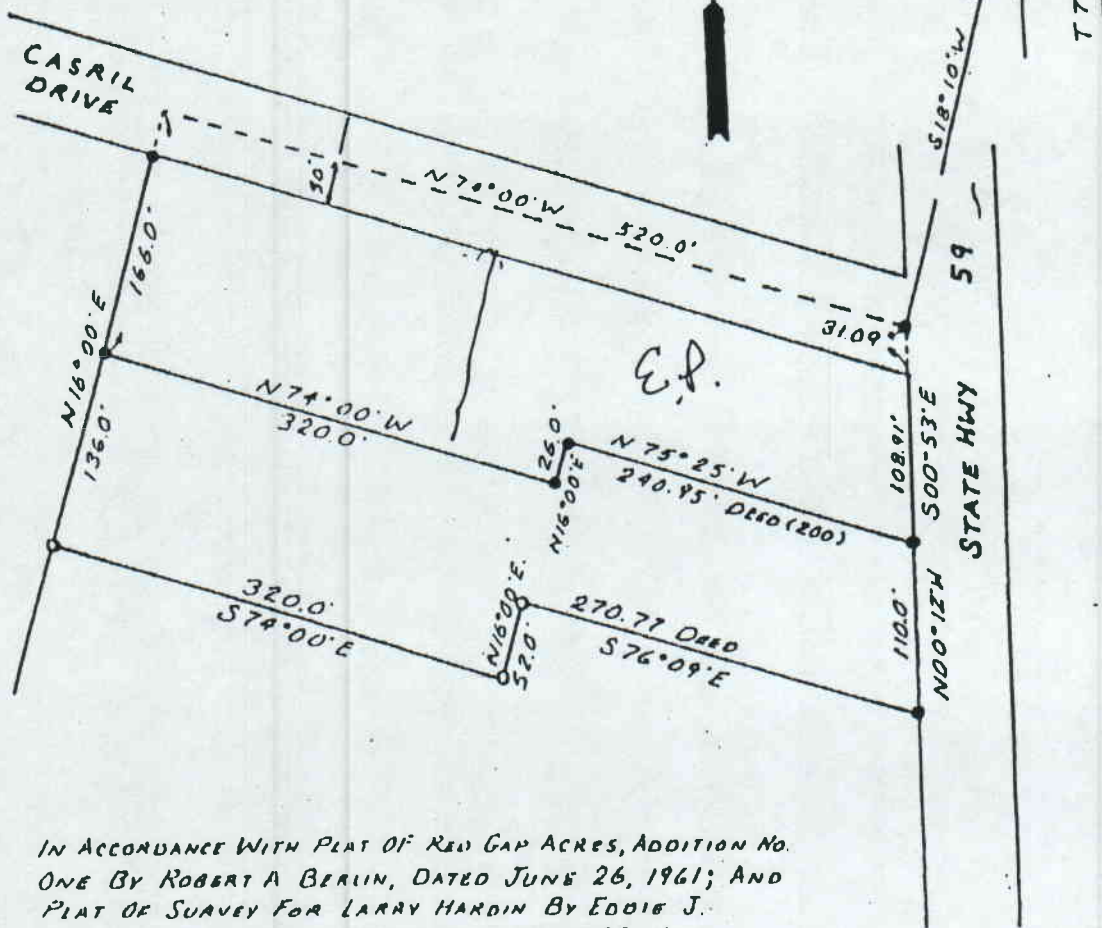 T 7
CASRIL
DRIVE
S18°10'W
30'
N 74°00'W 520.0'
31.09
59
STATE HWY
166.0'
N16°00'E
136.0'
N74°00'W
320.0'
26.0'
N16°00'E
N 75°25'W
240.95' DEED (200)
108.91'
S00-53'E
110.0'
N00°12'W
320.0'
S74°00'E
N16°00'E.
52.0'
270.77 DEED
S76°09'E
IN ACCORDANCE WITH PLAT OF RED GAP ACRES, ADDITION NO.
ONE BY ROBERT A BERLIN, DATED JUNE 26, 1961; AND
PLAT OF SURVEY FOR LARRY HARDIN BY EDDIE J.